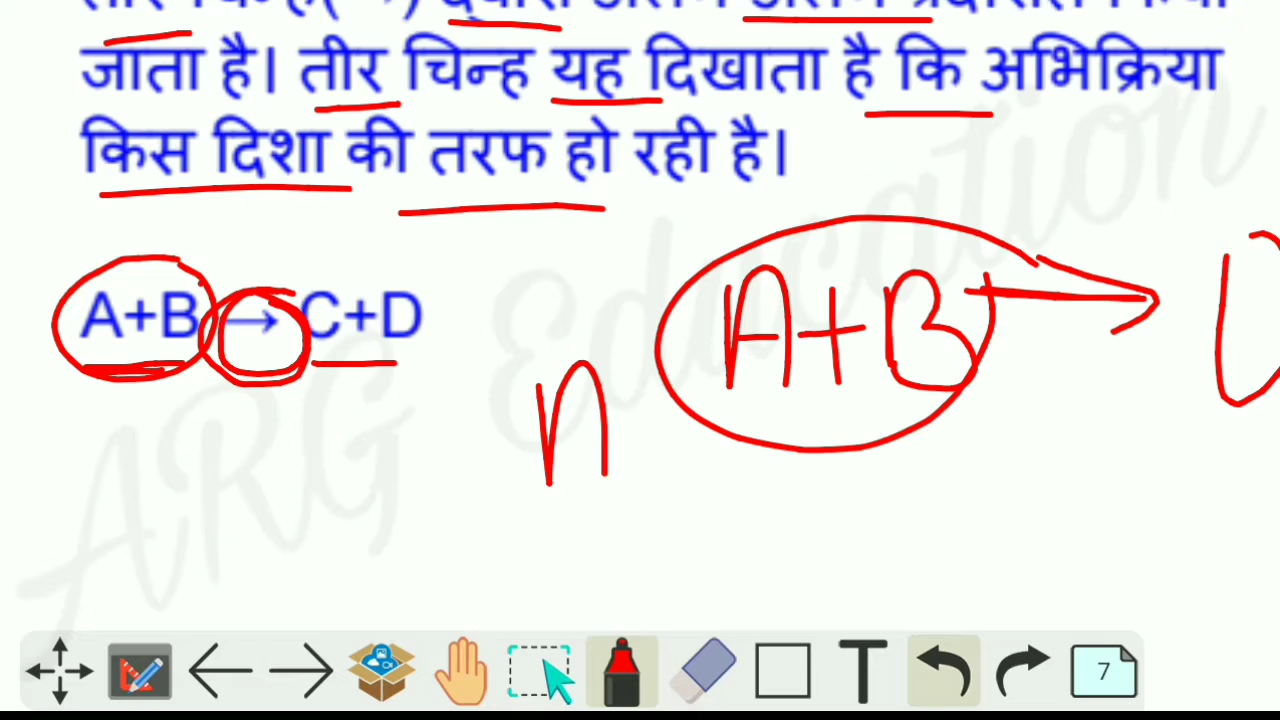 जाता है। तीर चिन्ह यह दिखाता है कि अभिक्रिया
किस दिशा की तरफ हो रही है।
A+B → C+D
A+B →
n
ARG Education
7